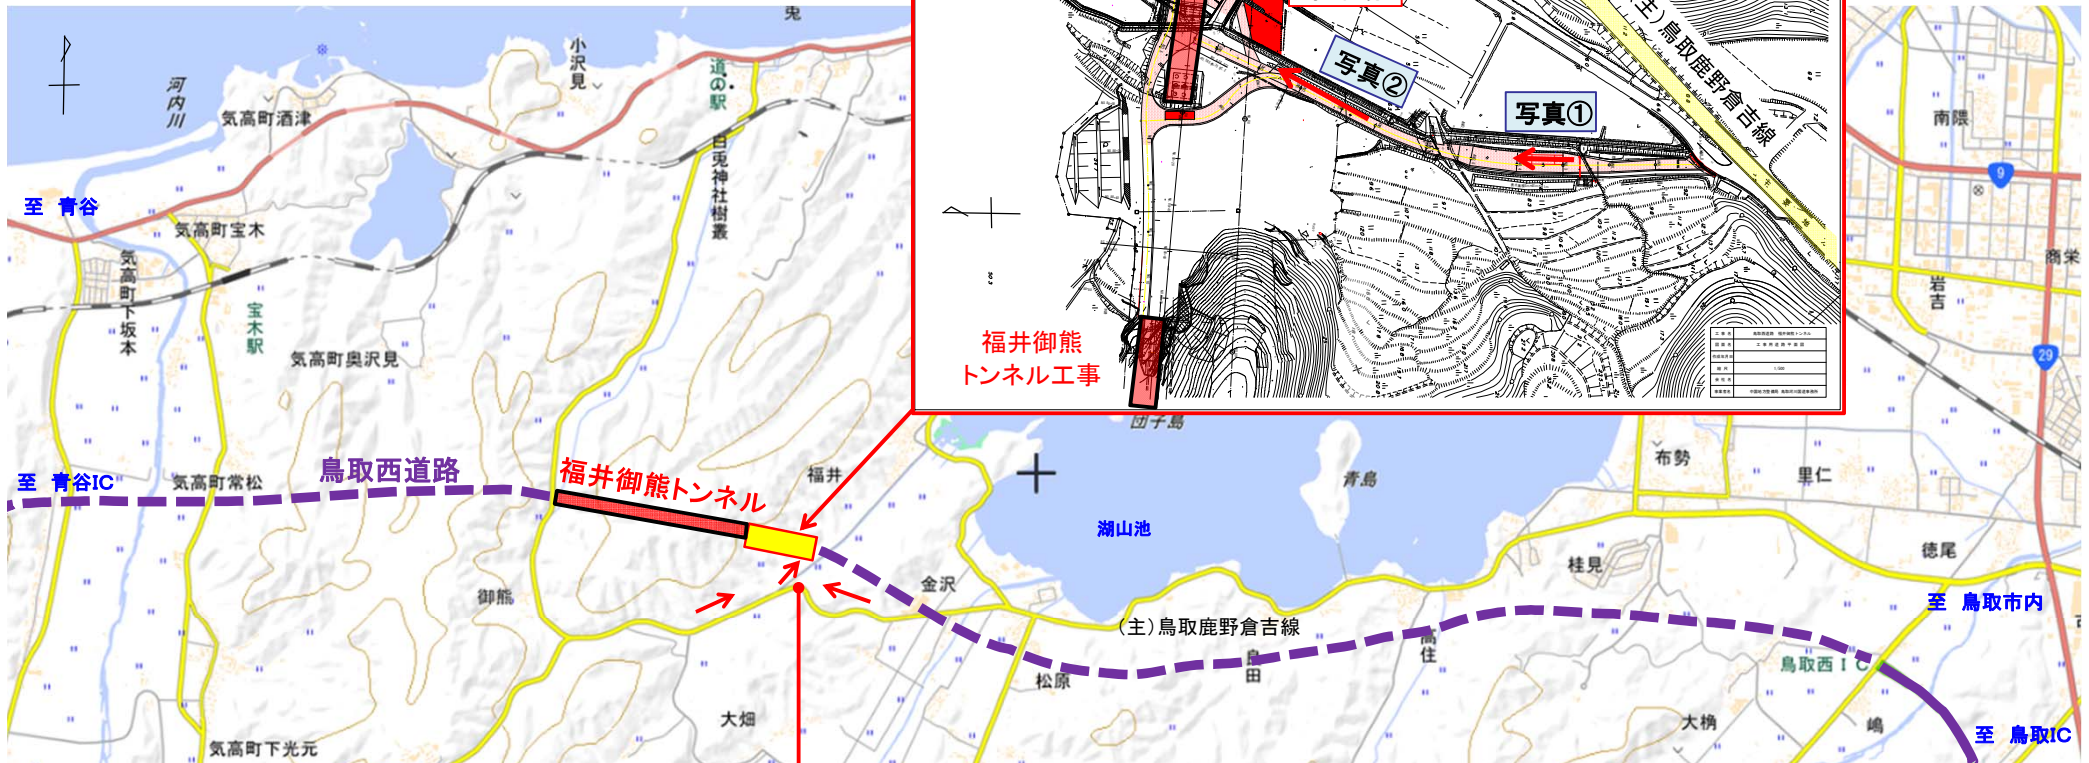 兎
小沢見
道の駅
河内川
気高町酒津
白兎神社樹叢
至 青谷
気高町宝木
気高町下坂本
宝木駅
気高町奥沢見
写真②
写真①
(主)鳥取鹿野倉吉線
南隈
9
商栄
岩吉
29
福井御熊
トンネル工事
団子島
至 青谷IC
気高町常松
鳥取西道路
福井御熊トンネル
福井
青島
湖山池
布勢
里仁
徳尾
桂見
御熊
金沢
至 鳥取市内
(主)鳥取鹿野倉吉線
高住
良田
松原
鳥取西IC
大畑
大桷
嶋
至 鳥取IC
気高町下光元